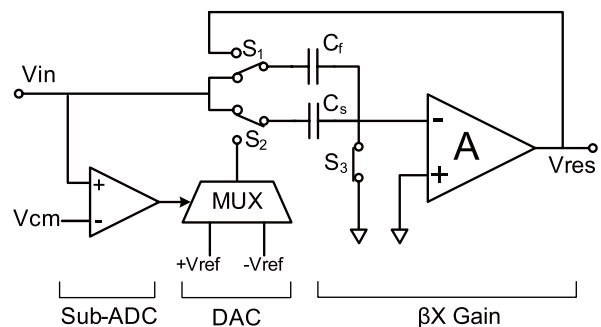 S1
Cf
Vin
Cs
S2
S3
A
-
+
Vres
+
-
Vcm
MUX
+Vref
-Vref
Sub-ADC
DAC
βX Gain